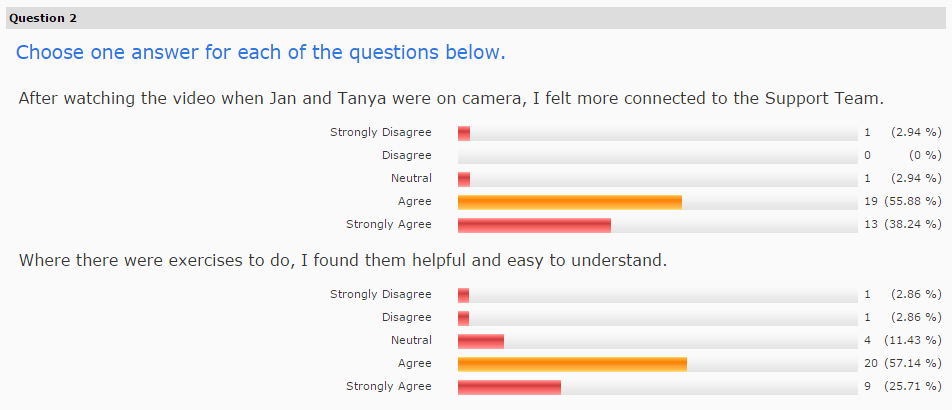 Question 2
Choose one answer for each of the questions below.
After watching the video when Jan and Tanya were on camera, I felt more connected to the Support Team.
Strongly Disagree 1 (2.94 %)
Disagree 0 (0 %)
Neutral 1 (2.94 %)
Agree 19 (55.88 %)
Strongly Agree 13 (38.24 %)
Where there were exercises to do, I found them helpful and easy to understand.
Strongly Disagree 1 (2.86 %)
Disagree 1 (2.86 %)
Neutral 4 (11.43 %)
Agree 20 (57.14 %)
Strongly Agree 9 (25.71 %)